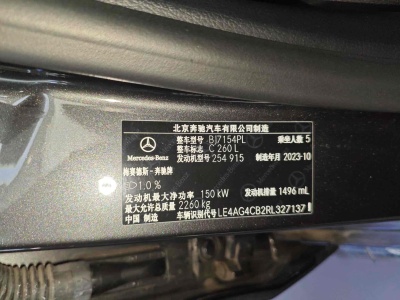 北京奔驰汽车有限公司制造
整车型号 BJ7154PL 乘坐人数 5
整车标志 C 260 L
Mercedes-Benz 发动机型号 254 915 制造年月 2023-10
梅赛德斯-奔驰牌
1.0 %
发动机最大净功率 150 kW 发动机排量 1496 mL
最大允许总质量 2260 kg
中国 制造 车辆识别代号 LE4AG4CB2RL327137